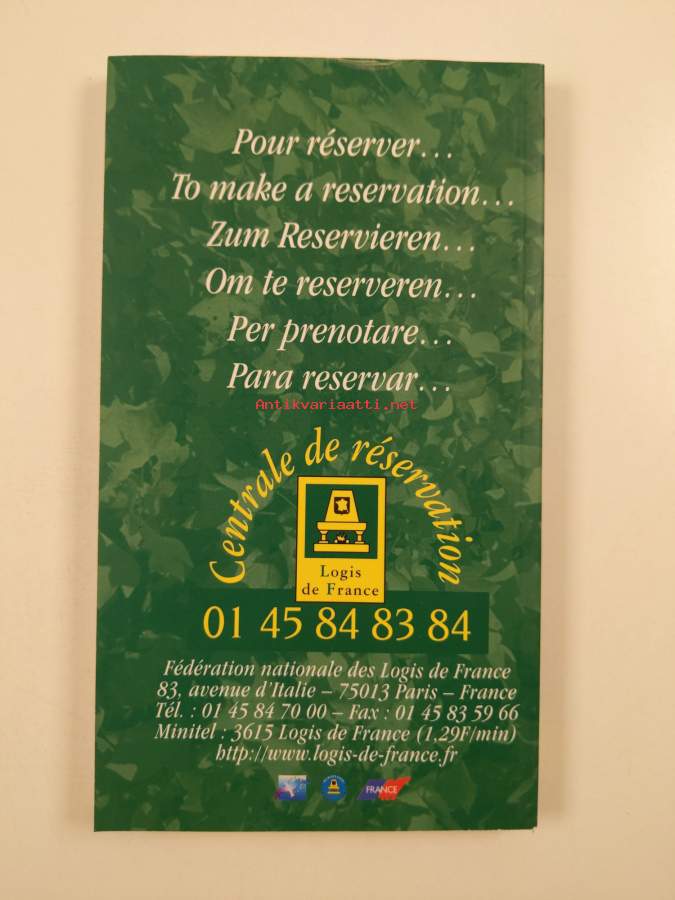 Pour réserver...
To make a reservation...
Zum Reservieren...
Om te reserveren...
Per prenotare...
Para reservar...
Antikvariaatti.net
Centrale de réservation
Logis
de France
01 45 84 83 84
Fédération nationale des Logis de France
83, avenue d'Italie – 75013 Paris – France
Tél. : 01 45 84 70 00 – Fax : 01 45 83 59 66
Minitel : 3615 Logis de France (1,29F/min)
http://www.logis-de-france.fr
FRANCE